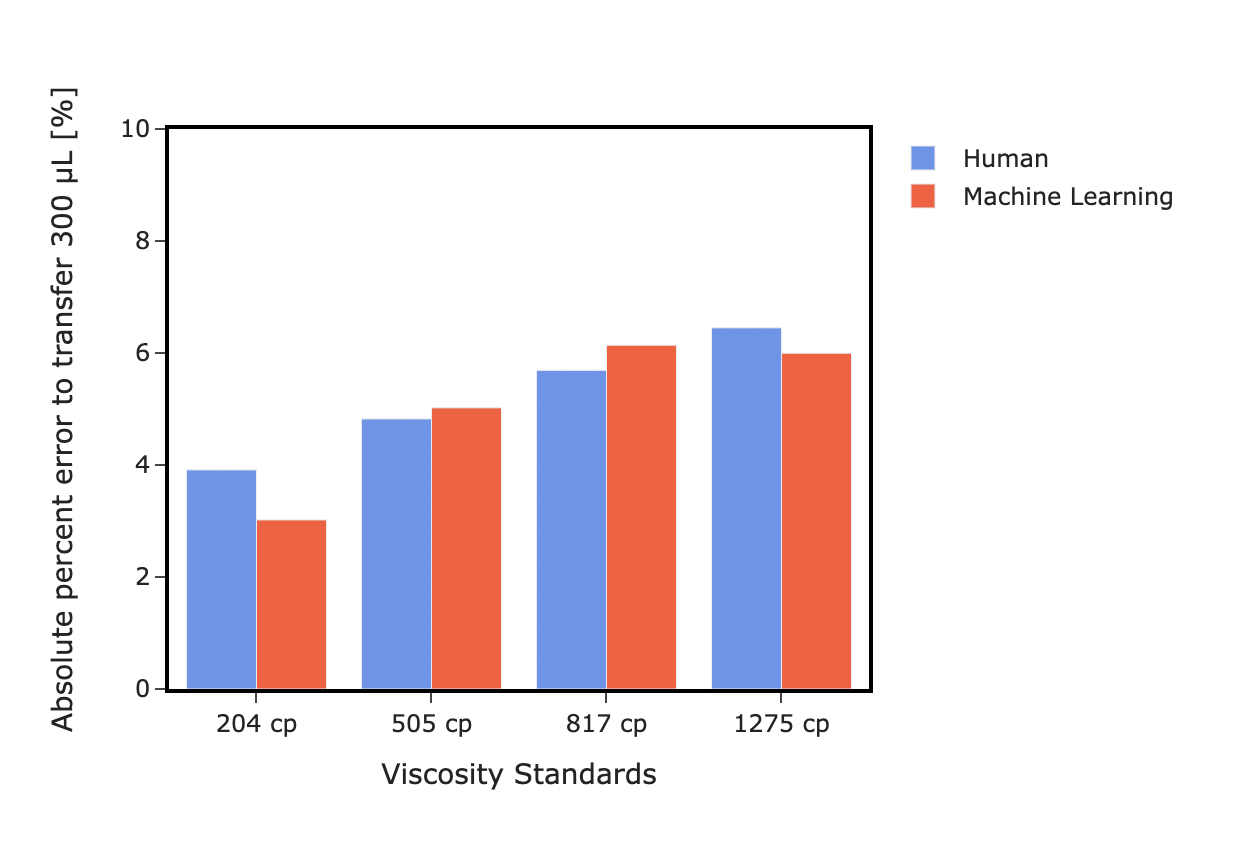 Absolute percent error to transfer 300 μL [%]
10
8
6
4
2
0
204 cp
505 cp
817 cp
1275 cp
Viscosity Standards
Human
Machine Learning